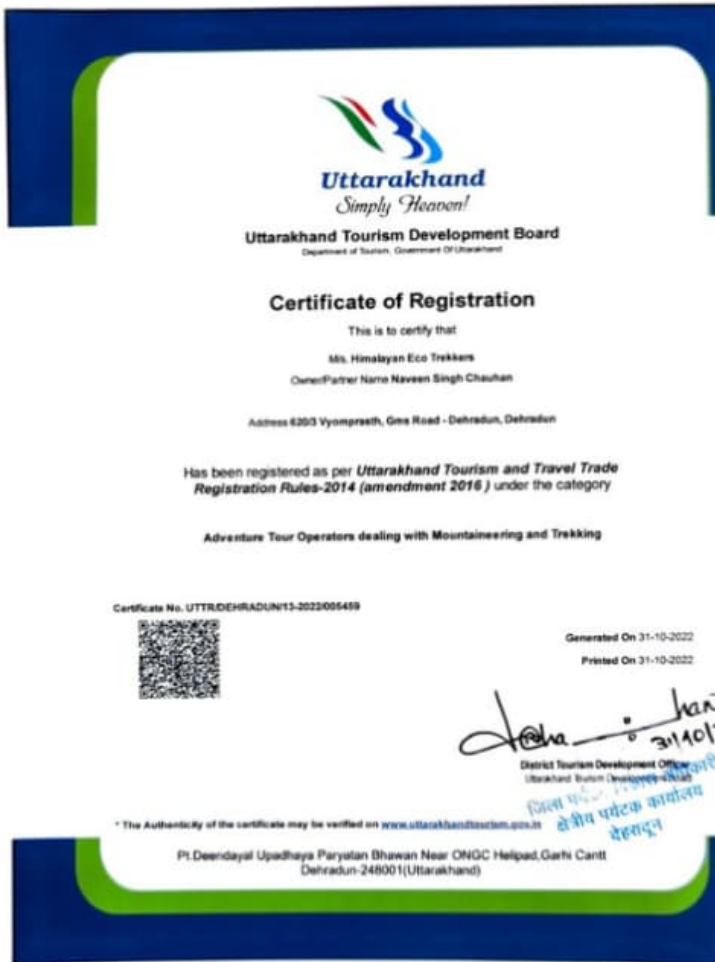 Uttarakhand
Simply Heaven!
Uttarakhand Tourism Development Board
Department of Tourism, Government Of Uttarakhand
Certificate of Registration
This is to certify that
M/s. Himalayan Eco Trekkers
Owner/Partner Name Naveen Singh Chauhan
Address 620/3 Vyomprasth, Gms Road - Dehradun, Dehradun
Has been registered as per Uttarakhand Tourism and Travel Trade
Registration Rules-2014 (amendment 2016 ) under the category
Adventure Tour Operators dealing with Mountaineering and Trekking
Certificate No. UTTR/DEHRADUN/13-2022/005459
Generated On 31-10-2022
Printed On 31-10-2022
31/10/
District Tourism Development Officer
Uttarakhand Tourism Development
जिला
क्षेत्रीय पर्यटक कार्यालय
देहरादून
* The Authenticity of the certificate may be verified on www.uttarakhandtourism.gov.in
Pt.Deendayal Upadhaya Paryatan Bhawan Near ONGC Helipad,Garhi Cantt
Dehradun-248001(Uttarakhand)